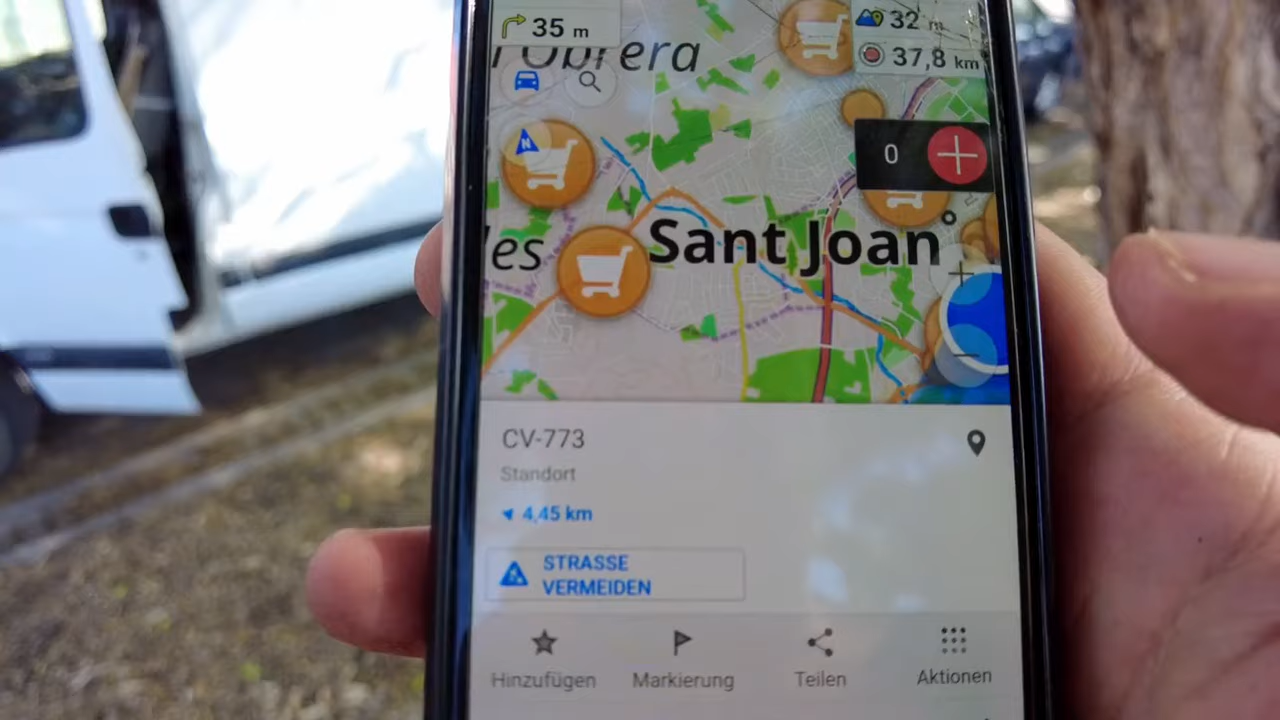 35 m
32 m
37,8 km
N
0
les
Sant Joan
CV-773
Standort
4,45 km
STRASSE
VERMEIDEN
Hinzufügen
Markierung
Teilen
Aktionen